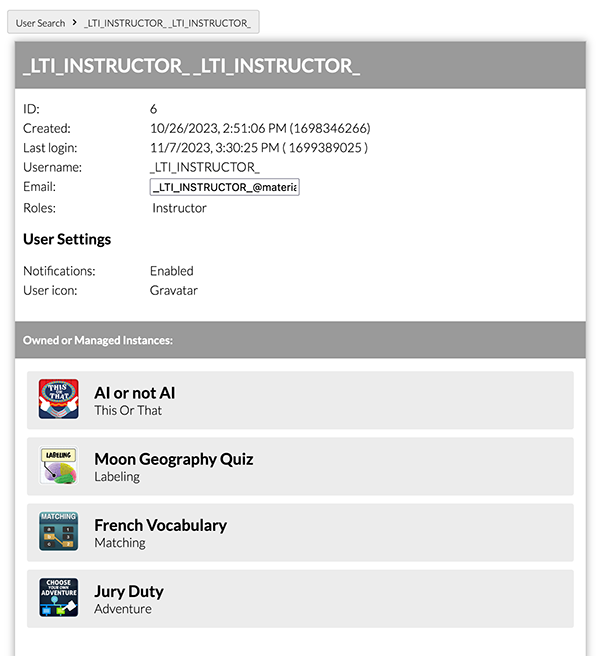 User Search > _LTI_INSTRUCTOR_ _LTI_INSTRUCTOR_
_LTI_INSTRUCTOR_ _LTI_INSTRUCTOR_
ID: 6
Created: 10/26/2023, 2:51:06 PM (1698346266)
Last login: 11/7/2023, 3:30:25 PM ( 1699389025 )
Username: _LTI_INSTRUCTOR_
Email: _LTI_INSTRUCTOR_@materia
Roles: Instructor
User Settings
Notifications: Enabled
User icon: Gravatar
Owned or Managed Instances:
THIS OR THAT
AI or not AI
This Or That
LABELING
Moon Geography Quiz
Labeling
MATCHING
French Vocabulary
Matching
CHOOSE
YOUR OWN
ADVENTURE
Jury Duty
Adventure